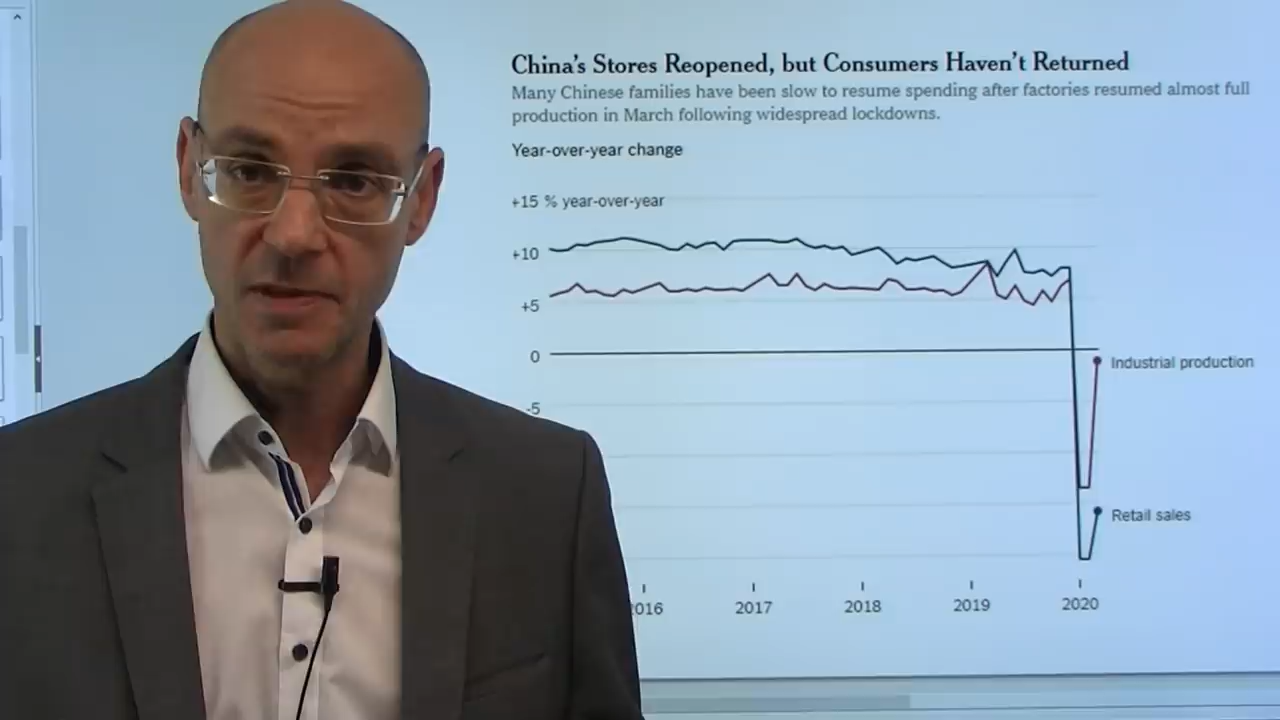 China's Stores Reopened, but Consumers Haven't Returned
Many Chinese families have been slow to resume spending after factories resumed almost full
production in March following widespread lockdowns.
Year-over-year change
+15 % year-over-year
+10
+5
0
-5
Industrial production
Retail sales
016
2017
2018
2019
2020